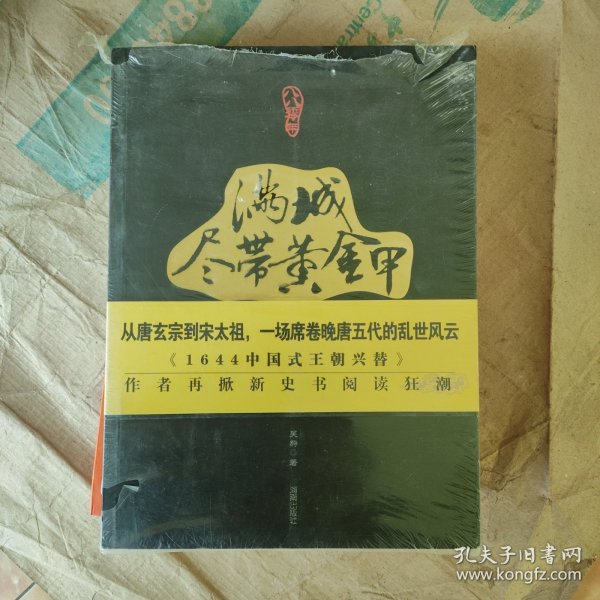 Central
满城
尽带黄金甲
从唐玄宗到宋太祖，一场席卷晚唐五代的乱世风云
《1644中国式王朝兴替》
作者再掀新史书阅读狂潮
孔夫子旧书网
www.kongfz.com